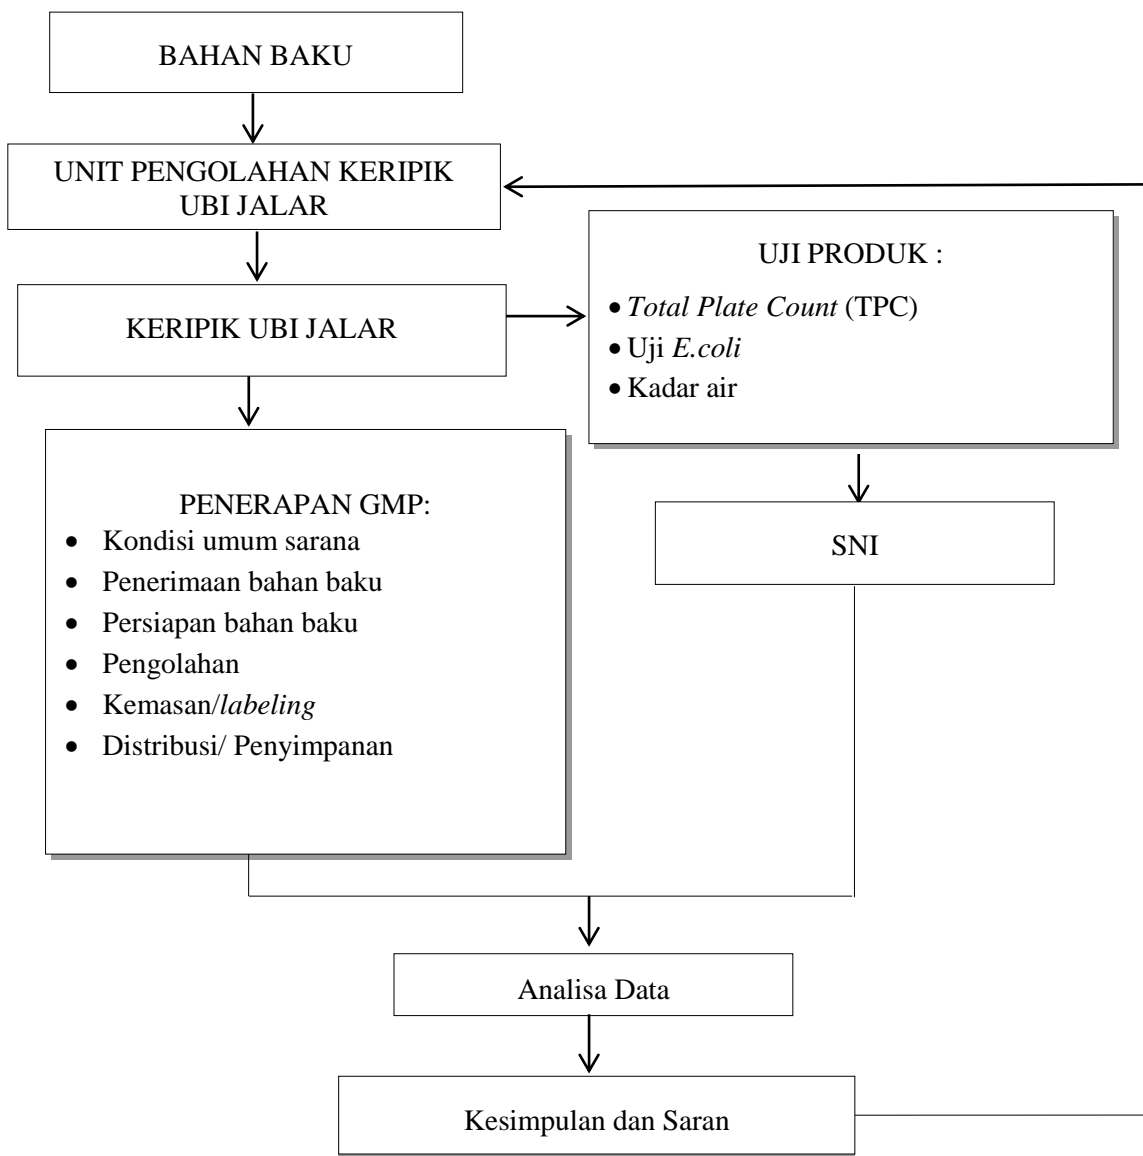 BAHAN BAKU
UNIT PENGOLAHAN KERIPIK
UBI JALAR
KERIPIK UBI JALAR
UJI PRODUK :
• Total Plate Count (TPC)
• Uji E.coli
• Kadar air
PENERAPAN GMP:
• Kondisi umum sarana
• Penerimaan bahan baku
• Persiapan bahan baku
• Pengolahan
• Kemasan/labeling
• Distribusi/ Penyimpanan
SNI
Analisa Data
Kesimpulan dan Saran